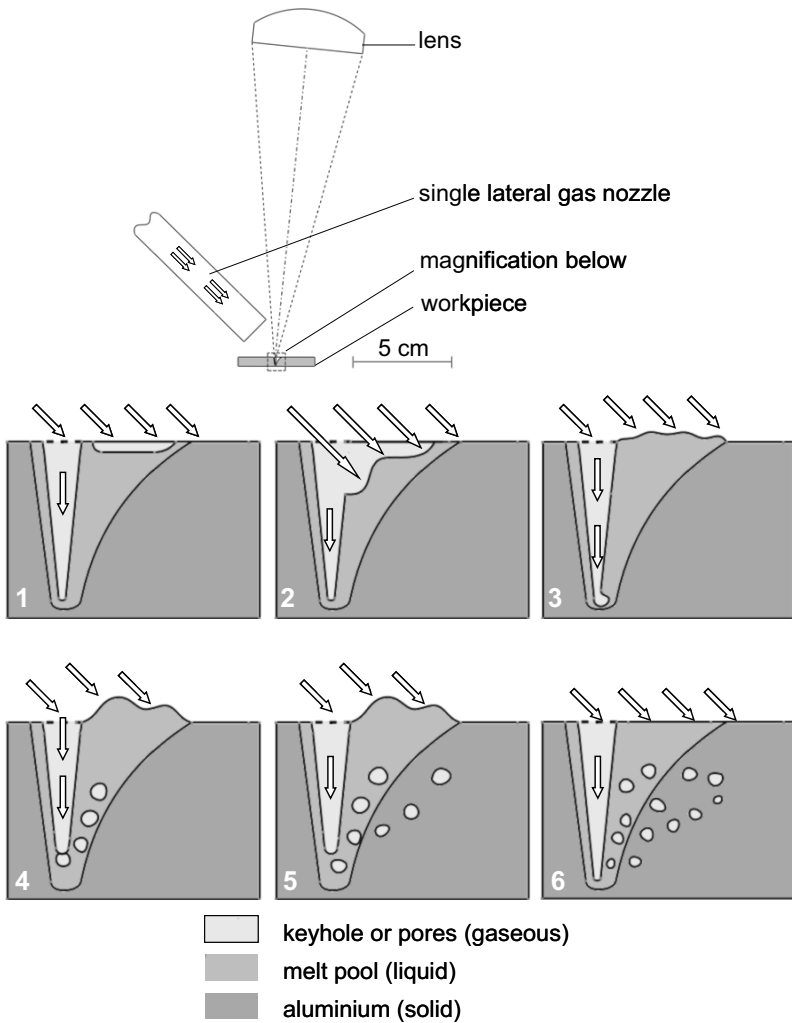 lens
single lateral gas nozzle
magnification below
workpiece
5 cm
1
2
3
4
5
6
keyhole or pores (gaseous)
melt pool (liquid)
aluminium (solid)